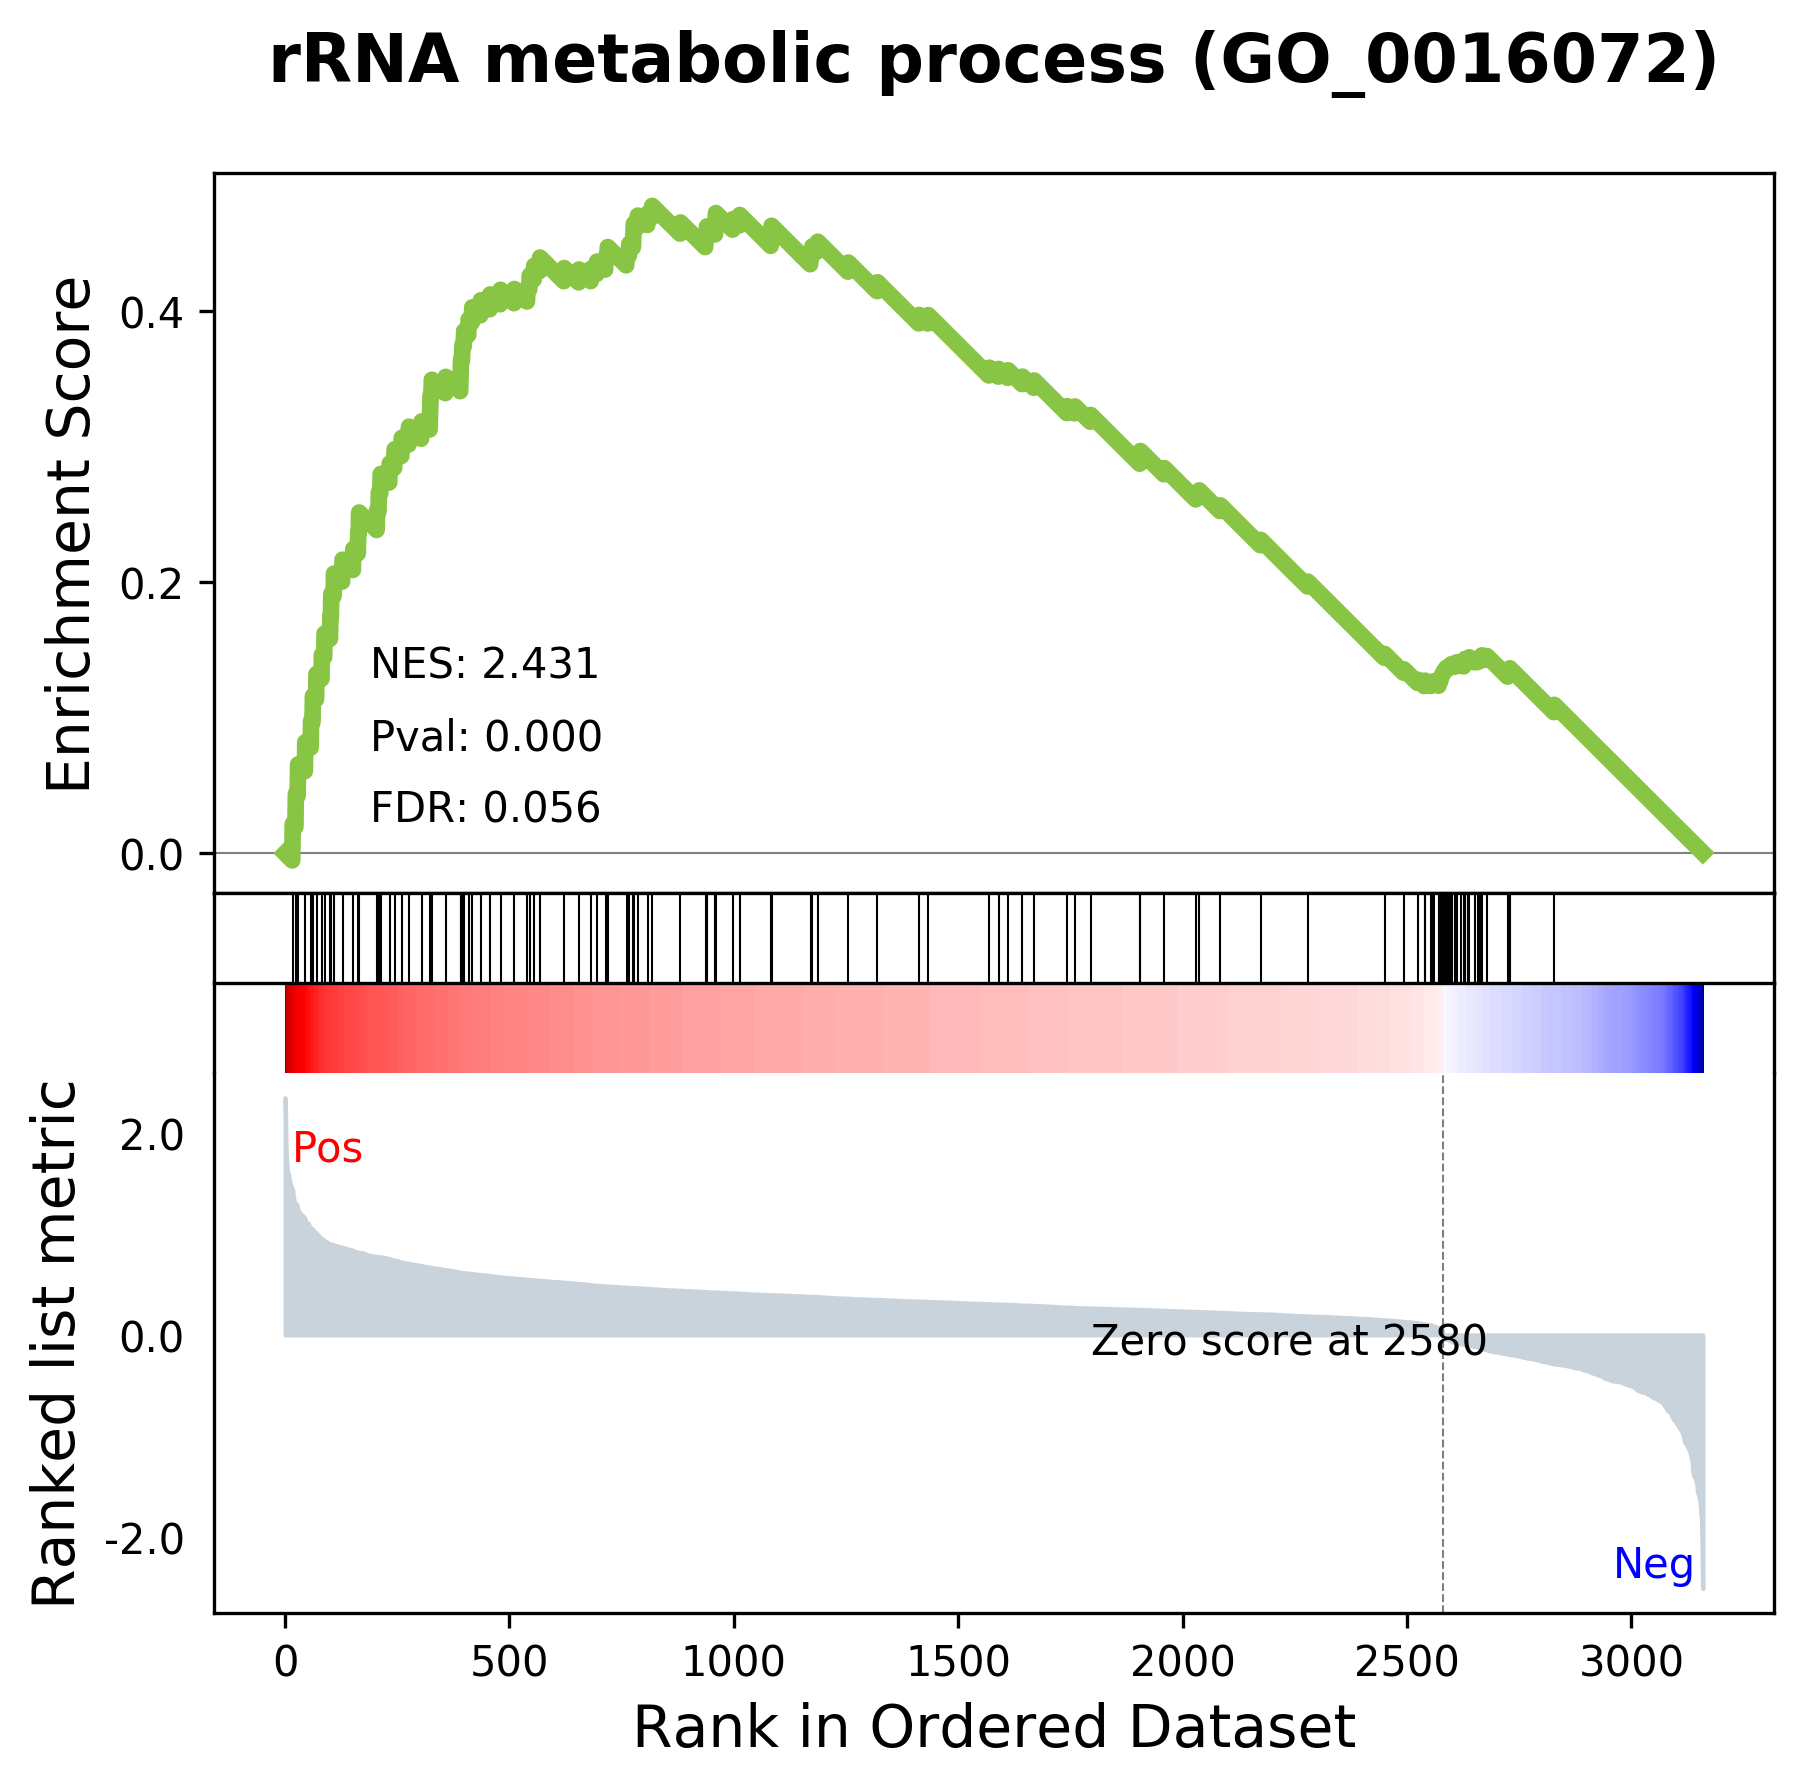 rRNA metabolic process (GO_0016072)
Enrichment Score
0.4
0.2
0.0
NES: 2.431
Pval: 0.000
FDR: 0.056
Ranked list metric
2.0
0.0
-2.0
Pos
Zero score at 2580
Neg
0 500 1000 1500 2000 2500 3000
Rank in Ordered Dataset